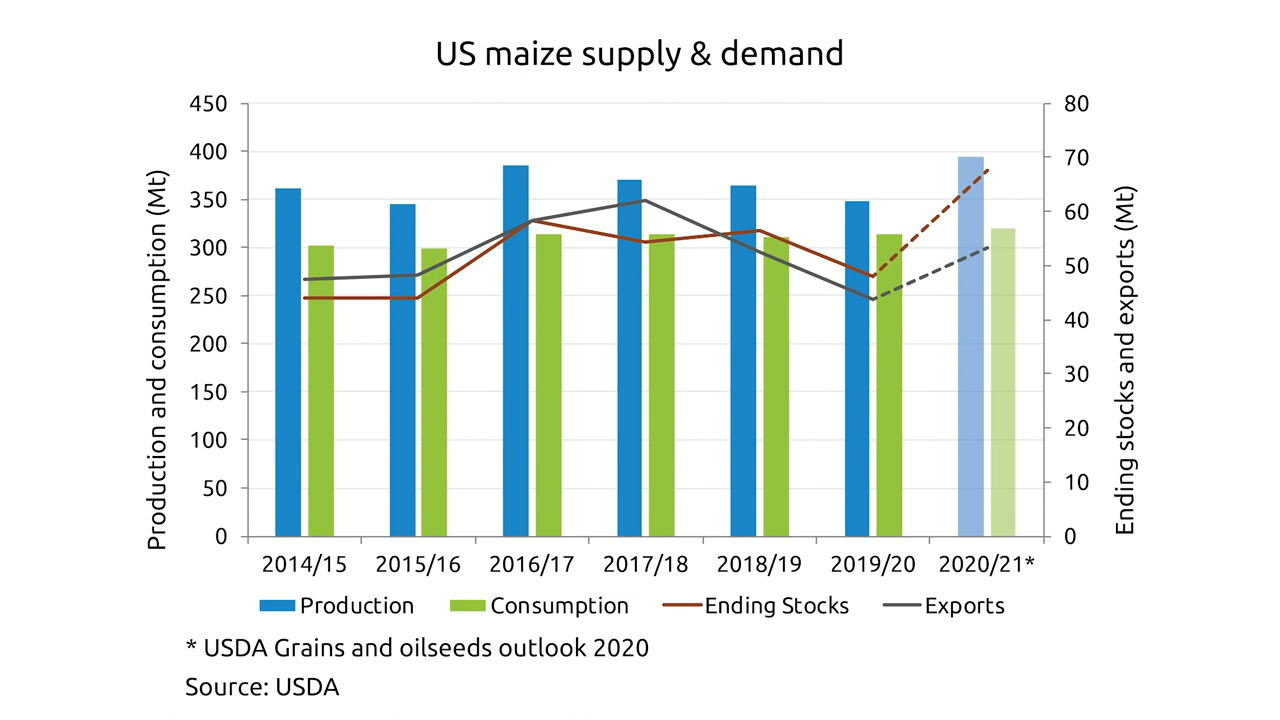 US maize supply & demand
Production and consumption (Mt)
450
400
350
300
250
200
150
100
50
0
80
70
60
50
40
30
20
10
0
Ending stocks and exports (Mt)
2014/15 2015/16 2016/17 2017/18 2018/19 2019/20 2020/21*
Production Consumption Ending Stocks Exports
* USDA Grains and oilseeds outlook 2020
Source: USDA